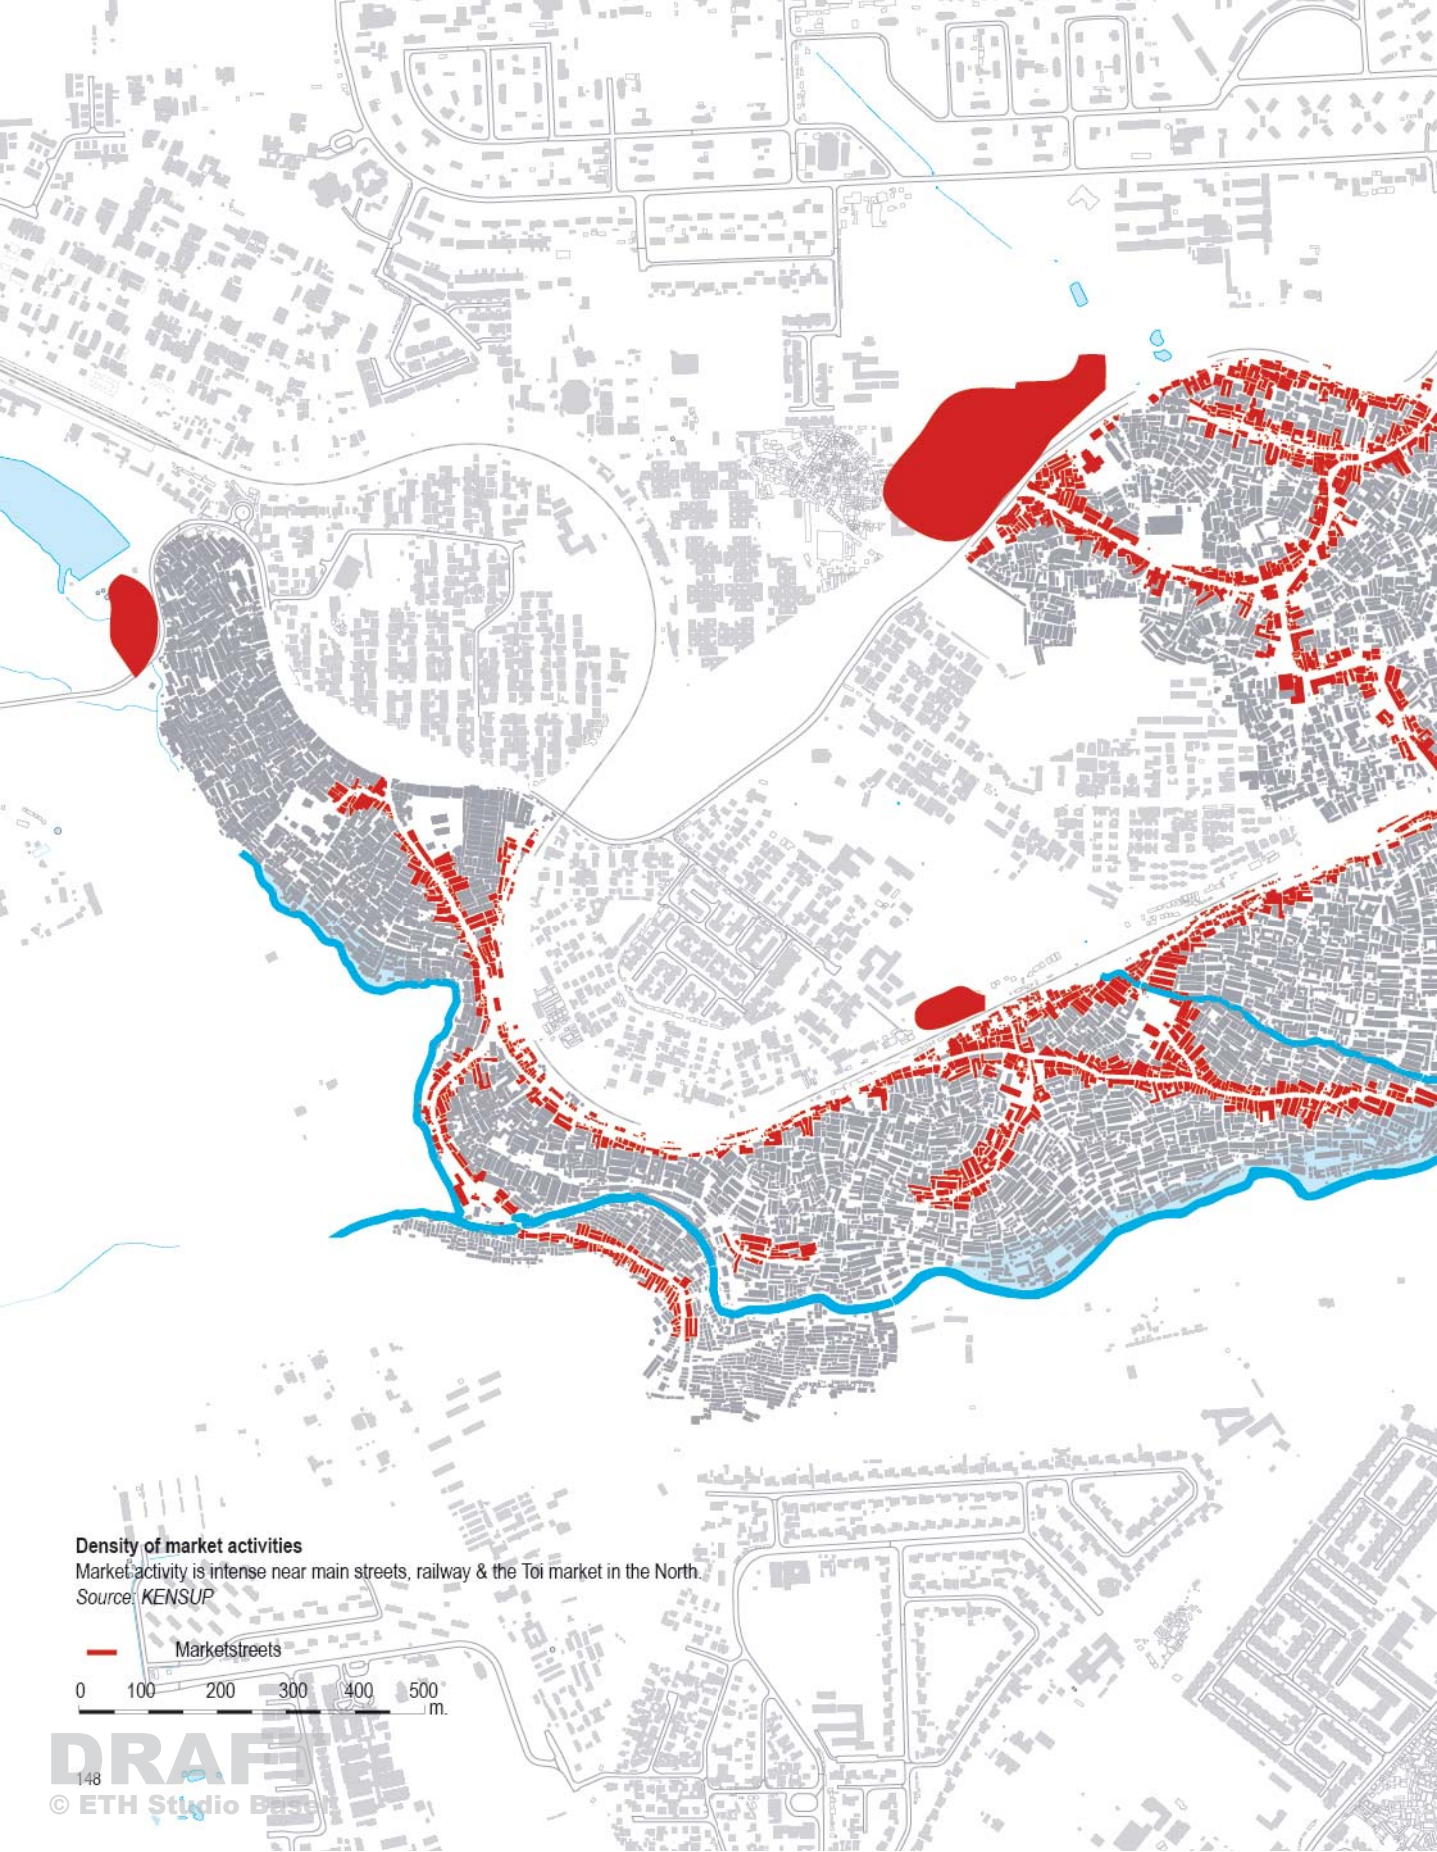 Density of market activities
Market activity is intense near main streets, railway & the Toi market in the North.
Source: KENSUP
Marketstreets
0 100 200 300 400 500
m.
DRAFT
148
© ETH Studio Basel